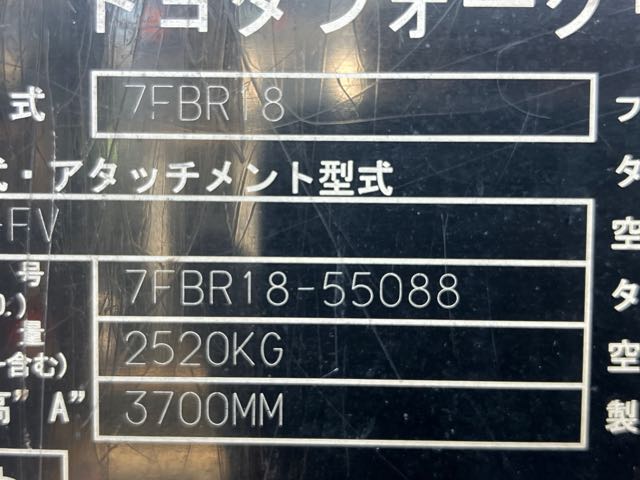 トヨタフォーク
式 7FBR18
式・アタッチメント型式
-FV
号 7FBR18-55088
O.)
量 2520KG
含む)
高"A" 3700MM
タ
空
タ
空
製